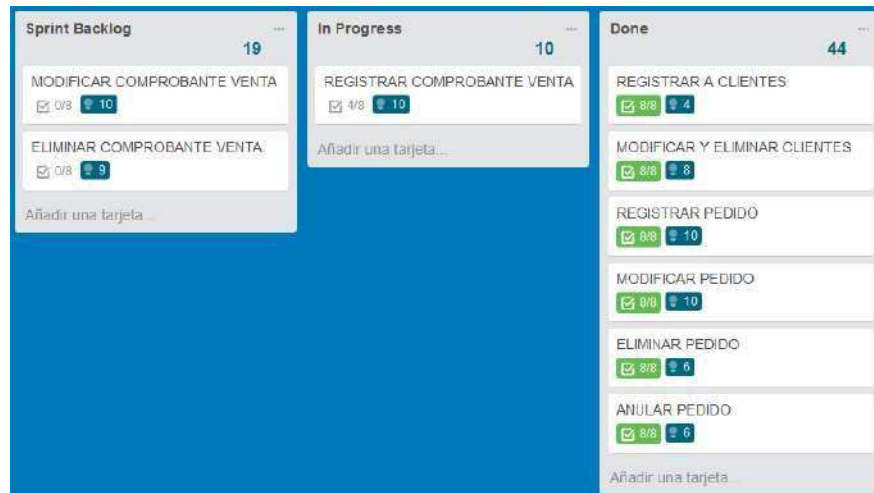 Sprint Backlog
19
MODIFICAR COMPROBANTE VENTA
0/8 10
ELIMINAR COMPROBANTE VENTA
0/8 9
Añadir una tarjeta...
In Progress
10
REGISTRAR COMPROBANTE VENTA
4/8 10
Añadir una tarjeta...
Done
44
REGISTRAR A CLIENTES
8/8 4
MODIFICAR Y ELIMINAR CLIENTES
8/8 8
REGISTRAR PEDIDO
8/8 10
MODIFICAR PEDIDO
8/8 10
ELIMINAR PEDIDO
8/8 6
ANULAR PEDIDO
8/8 6
Añadir una tarjeta...